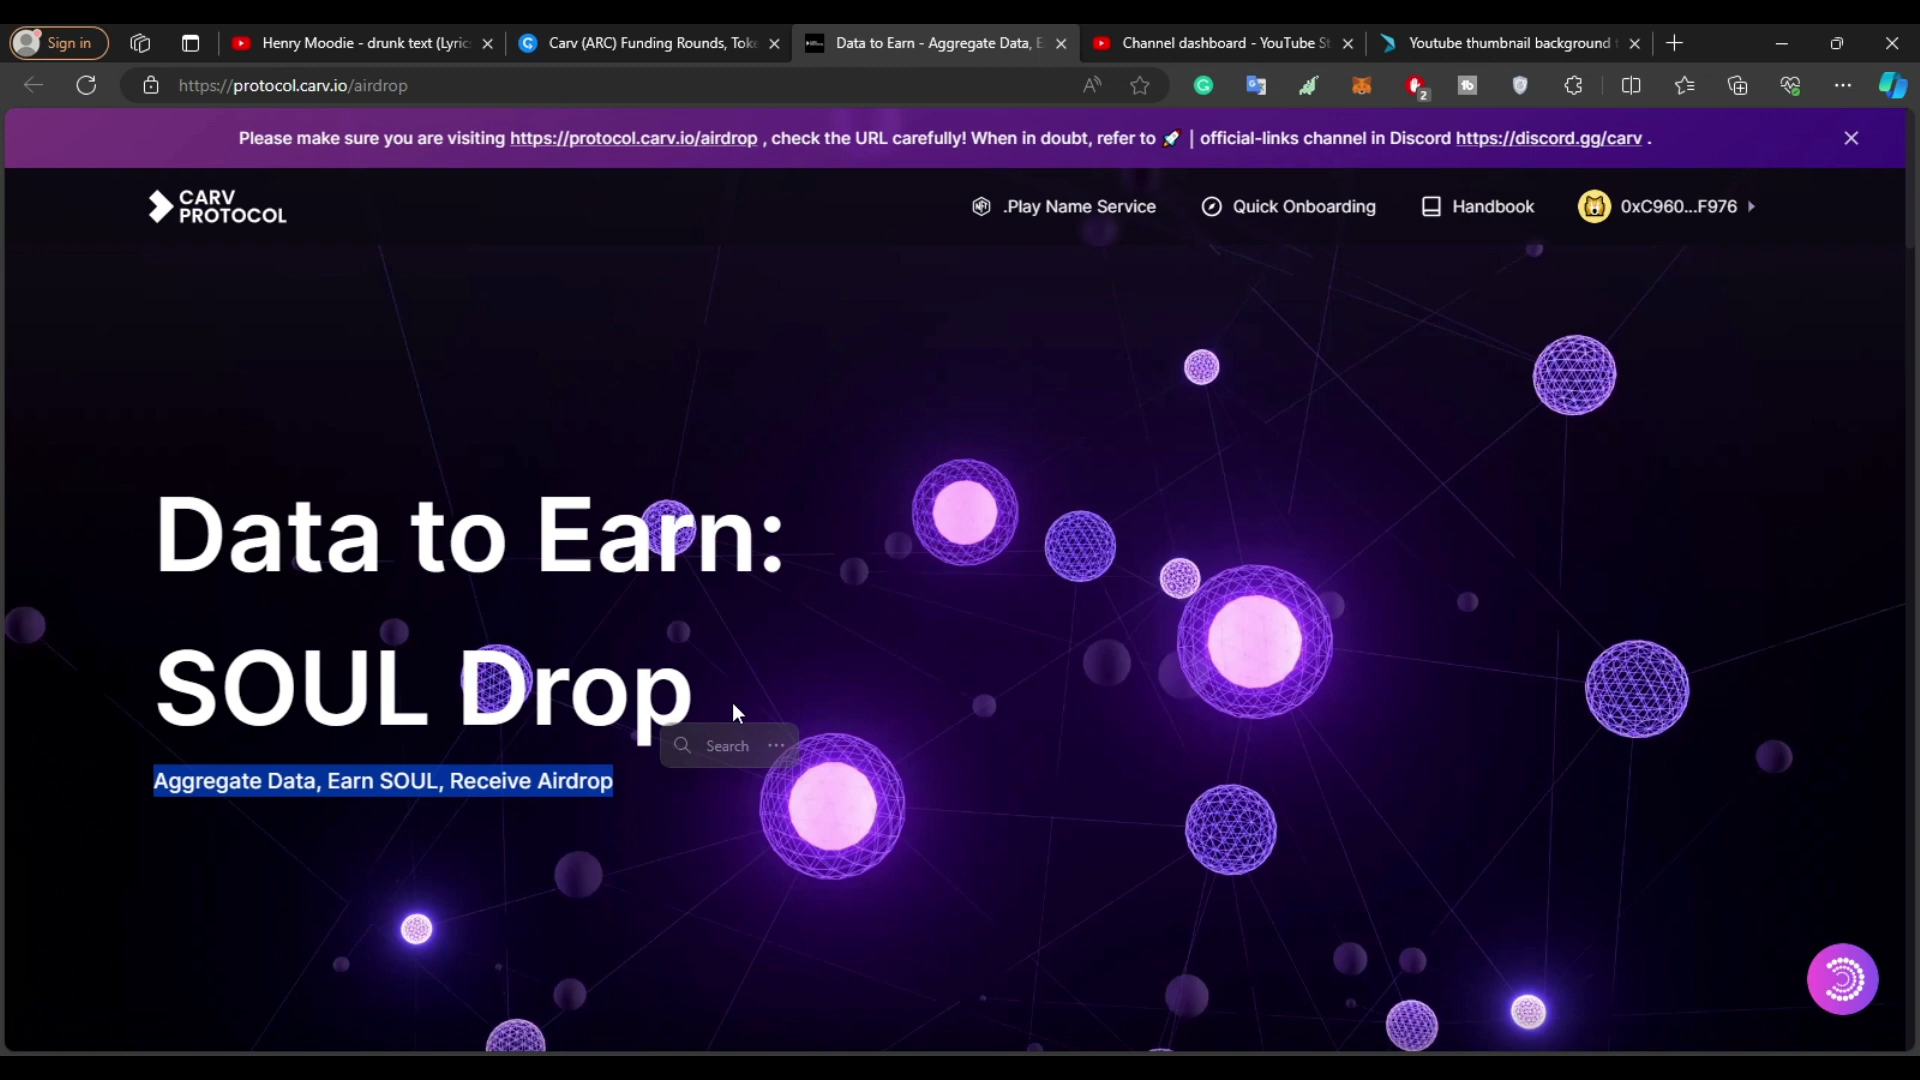 Sign in
Henry Moodie - drunk text (Lyric
Carv (ARC) Funding Rounds, Toke
Data to Earn - Aggregate Data, E
Channel dashboard - YouTube St
Youtube thumbnail background
https://protocol.carv.io/airdrop
2
Please make sure you are visiting https://protocol.carv.io/airdrop , check the URL carefully! When in doubt, refer to 🚀 | official-links channel in Discord https://discord.gg/carv .
CARV
PROTOCOL
.Play Name Service
Quick Onboarding
Handbook
0xC960...F976
Data to Earn:
SOUL Drop
Search
Aggregate Data, Earn SOUL, Receive Airdrop